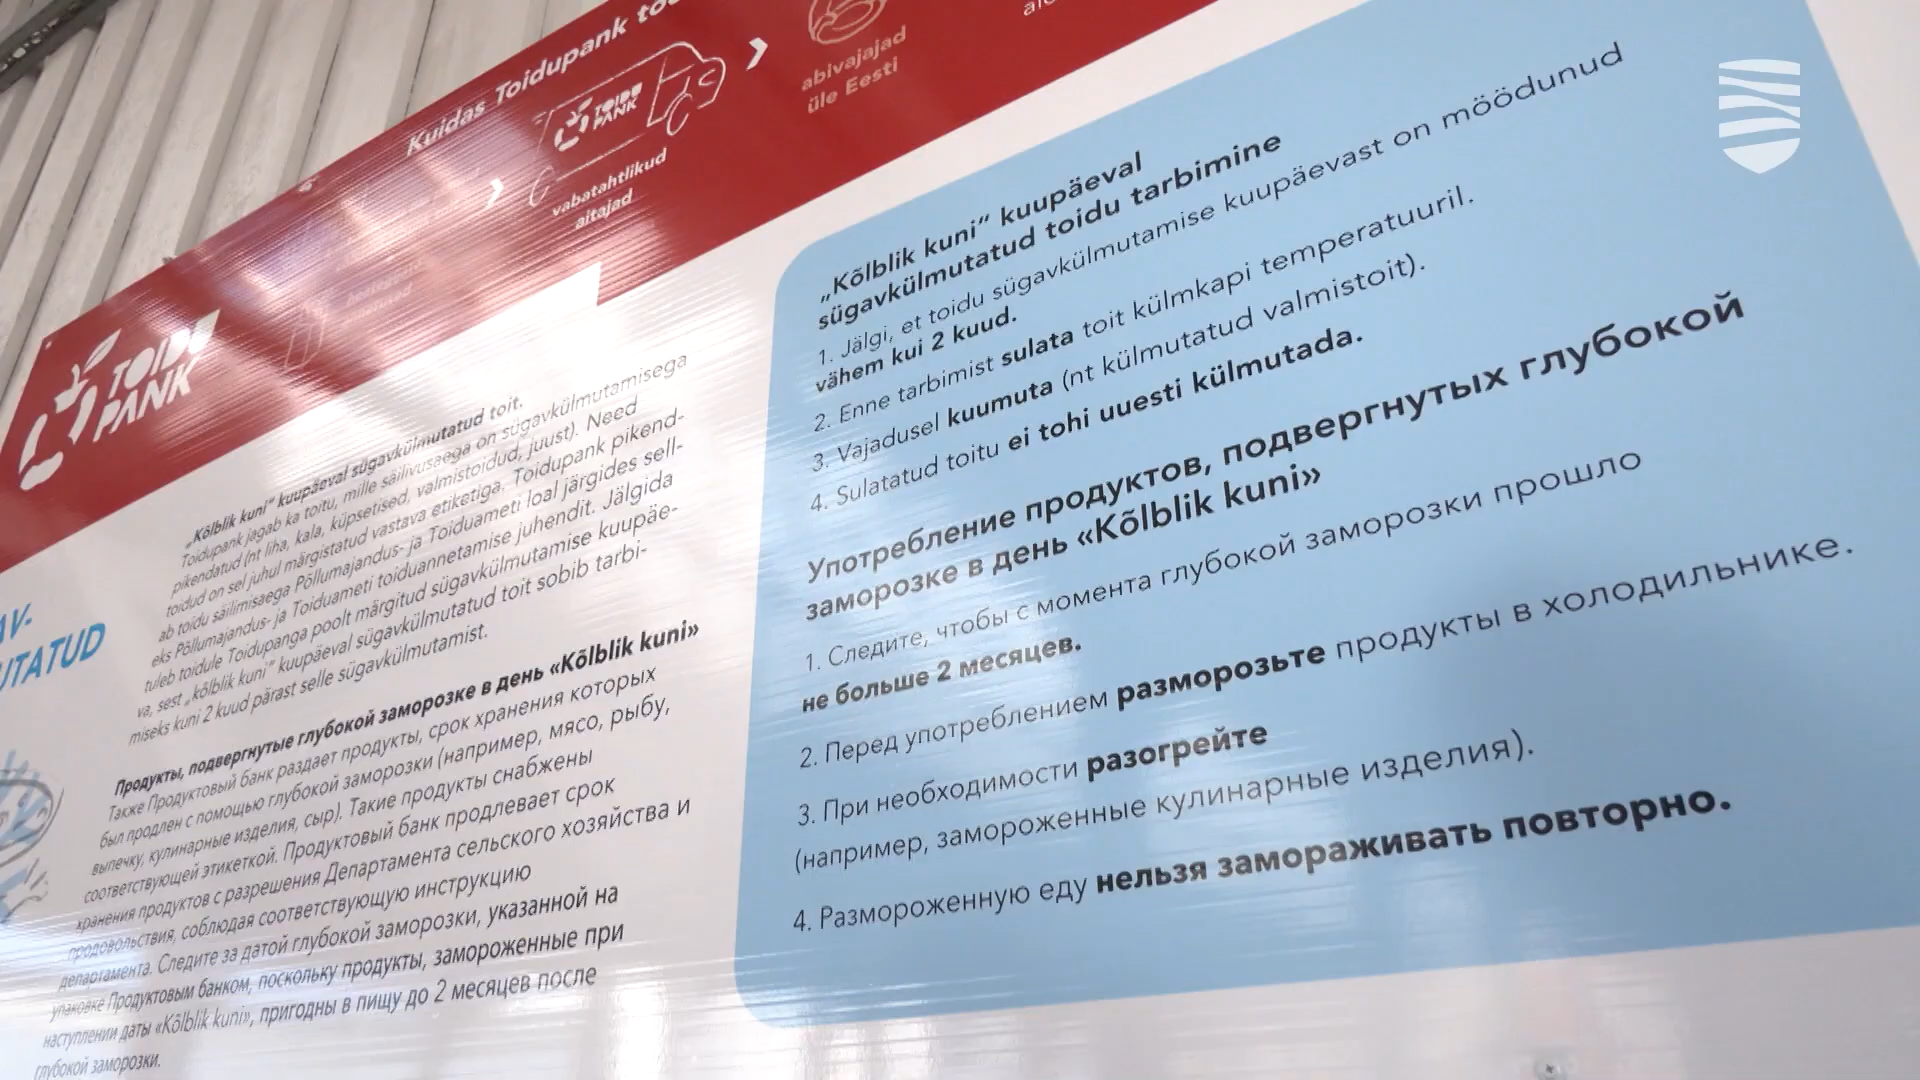 Kuidas Toidupank
TOIDU
PANK
vabatahtlikud
aitajad
abivajajad
üle Eesti
TOIDU
PANK
UTATUD
„Kõlblik kuni“ kuupäeval sügavkülmutatud toit.
Toidupank jagab ka toitu, mille säilivusaega on sügavkülmutamisega
pikendatud (nt liha, kala, küpsetised, valmistoidud, juust). Need
toidud on sel juhul märgistatud vastava etiketiga. Toidupank pikend-
ab toidu säilimisaega Põllumajandus- ja Toiduameti loal järgides sell-
eks Põllumajandus- ja Toiduameti toiduannetamise juhendit. Jälgida
tuleb toidule Toidupanga poolt märgitud sügavkülmutamise kuupäe-
va, sest „kõlblik kuni“ kuupäeval sügavkülmutatud toit sobib tarbi-
miseks kuni 2 kuud pärast selle sügavkülmutamist.
Продукты, подвергнутые глубокой заморозке в день «Kõlblik kuni»
Также Продуктовый банк раздает продукты, срок хранения которых
был продлен с помощью глубокой заморозки (например, мясо, рыбу,
выпечку, кулинарные изделия, сыр). Такие продукты снабжены
соответствующей этикеткой. Продуктовый банк продлевает срок
хранения продуктов с разрешения Департамента сельского хозяйства и
продовольствия, соблюдая соответствующую инструкцию
департамента. Следите за датой глубокой заморозки, указанной на
упаковке Продуктовым банком, поскольку продукты, замороженные при
наступлении даты «Kõlblik kuni», пригодны в пищу до 2 месяцев после
глубокой заморозки.
„Kõlblik kuni“ kuupäeval
sügavkülmutatud toidu tarbimine
1. Jälgi, et toidu sügavkülmutamise kuupäevast on möödunud
vähem kui 2 kuud.
2. Enne tarbimist sulata toit külmkapi temperatuuril.
3. Vajadusel kuumuta (nt külmutatud valmistoit).
4. Sulatatud toitu ei tohi uuesti külmutada.
Употребление продуктов, подвергнутых глубокой
заморозке в день «Kõlblik kuni»
1. Следите, чтобы с момента глубокой заморозки прошло
не больше 2 месяцев.
2. Перед употреблением разморозьте продукты в холодильнике.
3. При необходимости разогрейте
(например, замороженные кулинарные изделия).
4. Размороженную еду нельзя замораживать повторно.